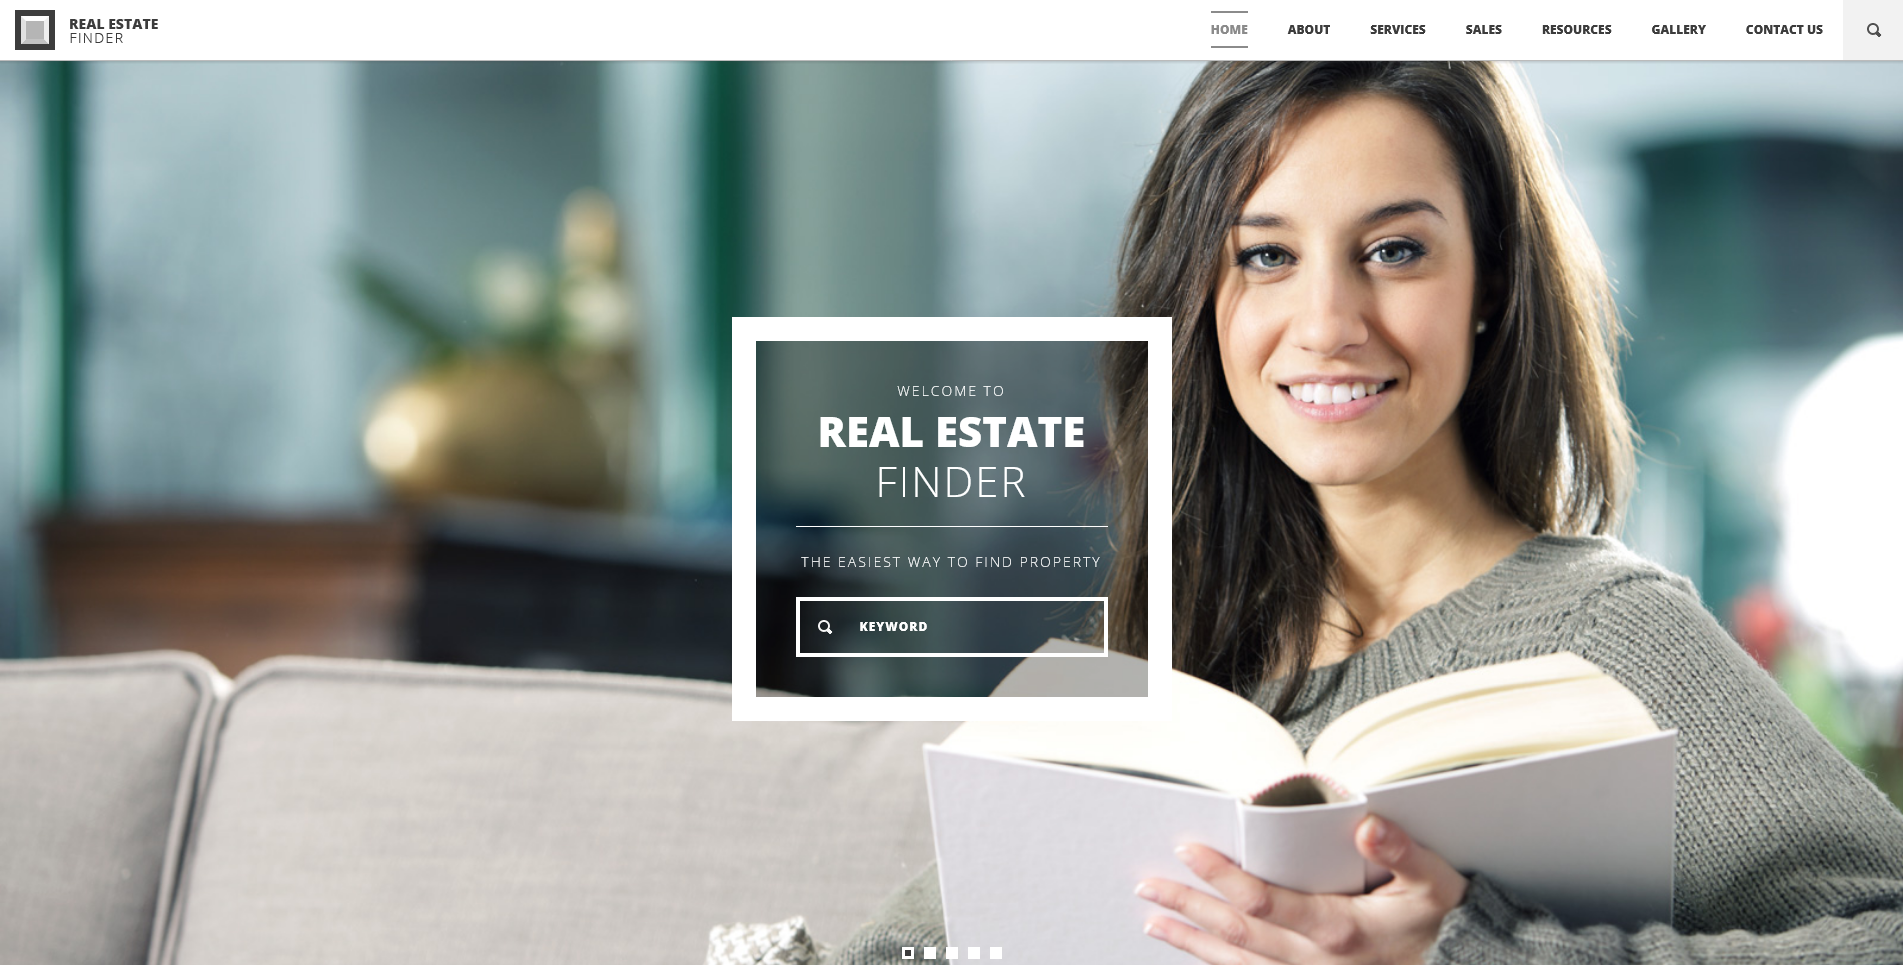 REAL ESTATE
FINDER
HOME ABOUT SERVICES SALES RESOURCES GALLERY CONTACT US
WELCOME TO
REAL ESTATE
FINDER
THE EASIEST WAY TO FIND PROPERTY
KEYWORD